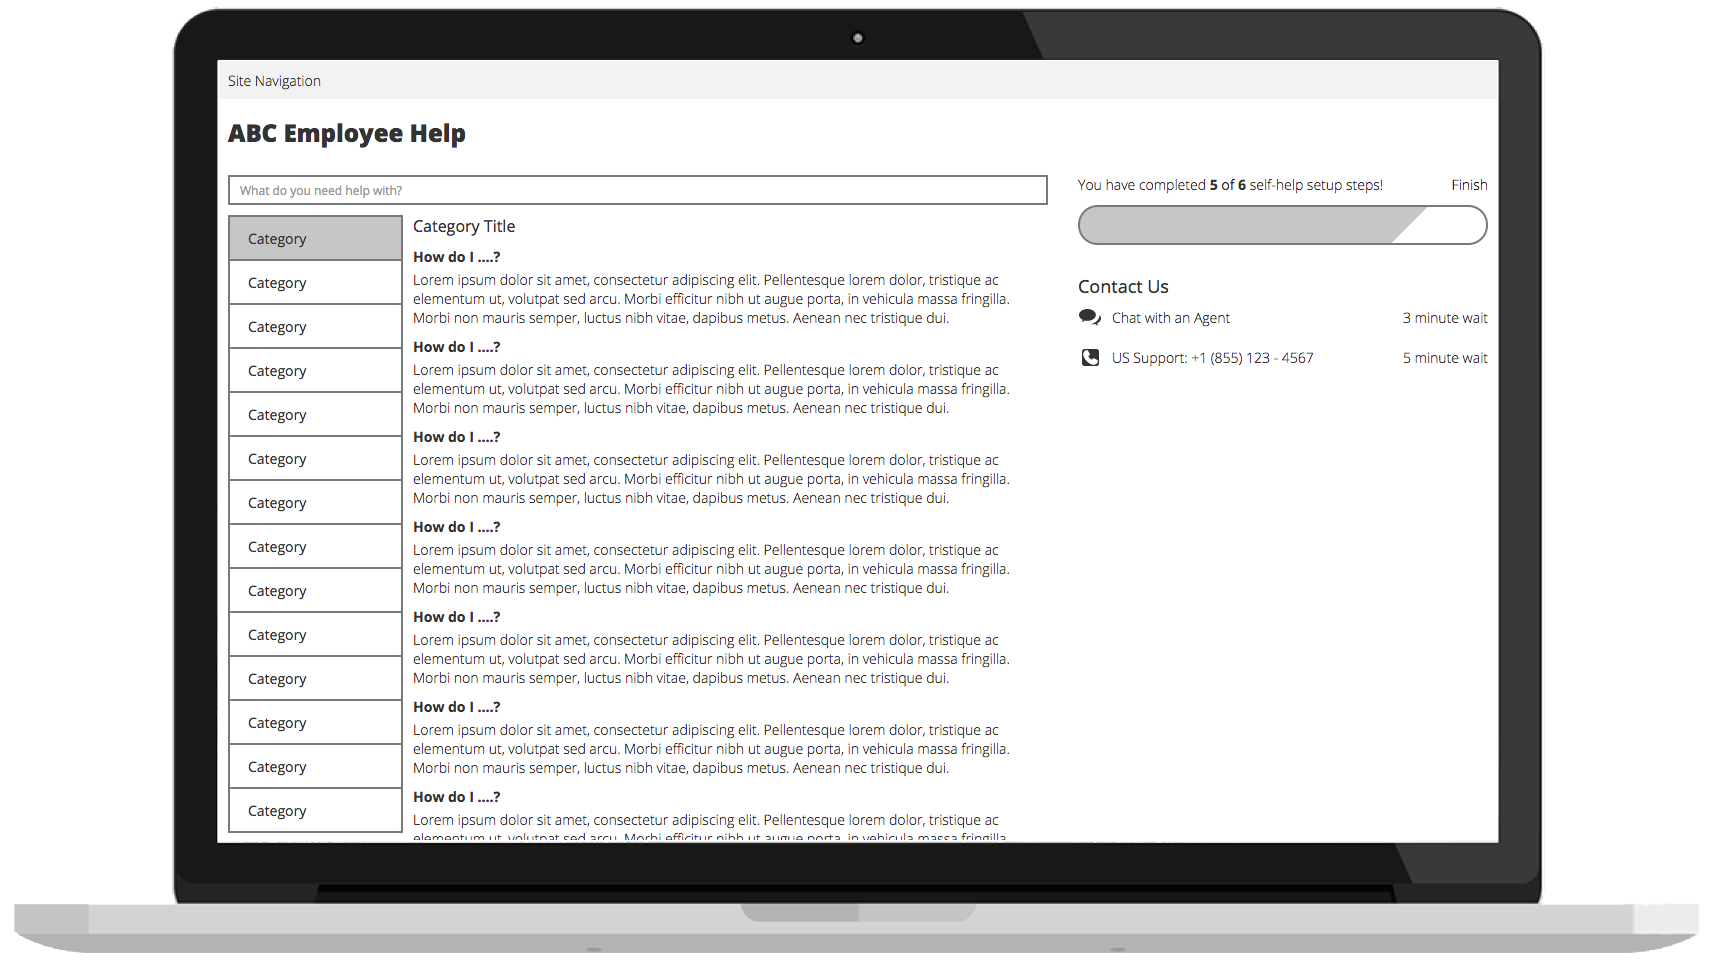 Site Navigation
ABC Employee Help
What do you need help with?
Category
Category
Category
Category
Category
Category
Category
Category
Category
Category
Category
Category
Category
Category
Category Title
How do I ....?
Lorem ipsum dolor sit amet, consectetur adipiscing elit. Pellentesque lorem dolor, tristique ac
elementum ut, volutpat sed arcu. Morbi efficitur nibh ut augue porta, in vehicula massa fringilla.
Morbi non mauris semper, luctus nibh vitae, dapibus metus. Aenean nec tristique dui.
How do I ....?
Lorem ipsum dolor sit amet, consectetur adipiscing elit. Pellentesque lorem dolor, tristique ac
elementum ut, volutpat sed arcu. Morbi efficitur nibh ut augue porta, in vehicula massa fringilla.
Morbi non mauris semper, luctus nibh vitae, dapibus metus. Aenean nec tristique dui.
How do I ....?
Lorem ipsum dolor sit amet, consectetur adipiscing elit. Pellentesque lorem dolor, tristique ac
elementum ut, volutpat sed arcu. Morbi efficitur nibh ut augue porta, in vehicula massa fringilla.
Morbi non mauris semper, luctus nibh vitae, dapibus metus. Aenean nec tristique dui.
How do I ....?
Lorem ipsum dolor sit amet, consectetur adipiscing elit. Pellentesque lorem dolor, tristique ac
elementum ut, volutpat sed arcu. Morbi efficitur nibh ut augue porta, in vehicula massa fringilla.
Morbi non mauris semper, luctus nibh vitae, dapibus metus. Aenean nec tristique dui.
How do I ....?
Lorem ipsum dolor sit amet, consectetur adipiscing elit. Pellentesque lorem dolor, tristique ac
elementum ut, volutpat sed arcu. Morbi efficitur nibh ut augue porta, in vehicula massa fringilla.
Morbi non mauris semper, luctus nibh vitae, dapibus metus. Aenean nec tristique dui.
How do I ....?
Lorem ipsum dolor sit amet, consectetur adipiscing elit. Pellentesque lorem dolor, tristique ac
elementum ut, volutpat sed arcu. Morbi efficitur nibh ut augue porta, in vehicula massa fringilla.
Morbi non mauris semper, luctus nibh vitae, dapibus metus. Aenean nec tristique dui.
How do I ....?
Lorem ipsum dolor sit amet, consectetur adipiscing elit. Pellentesque lorem dolor, tristique ac
elementum ut, volutpat sed arcu. Morbi efficitur nibh ut augue porta, in vehicula massa fringilla.
You have completed 5 of 6 self-help setup steps!
Finish
Contact Us
Chat with an Agent
3 minute wait
US Support: +1 (855) 123 - 4567
5 minute wait